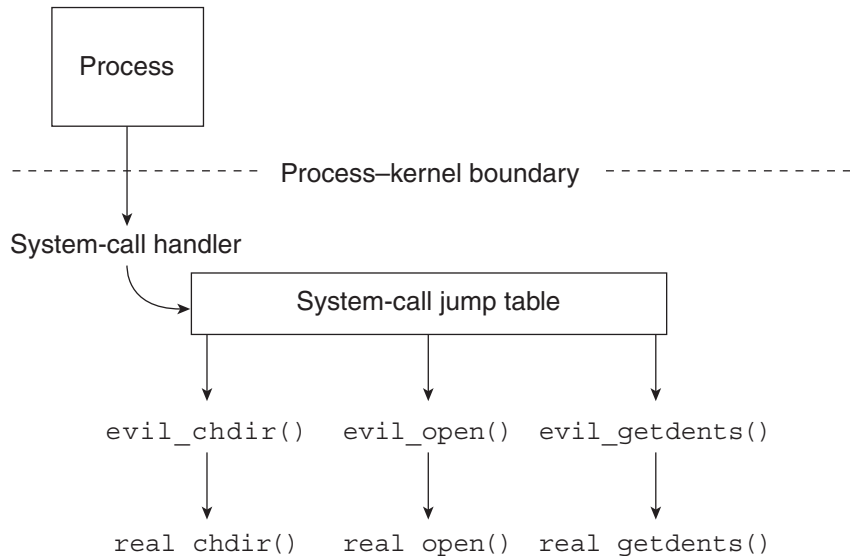 Process
Process–kernel boundary
System-call handler
System-call jump table
evil_chdir() evil_open() evil_getdents()
real chdir() real open() real getdents()